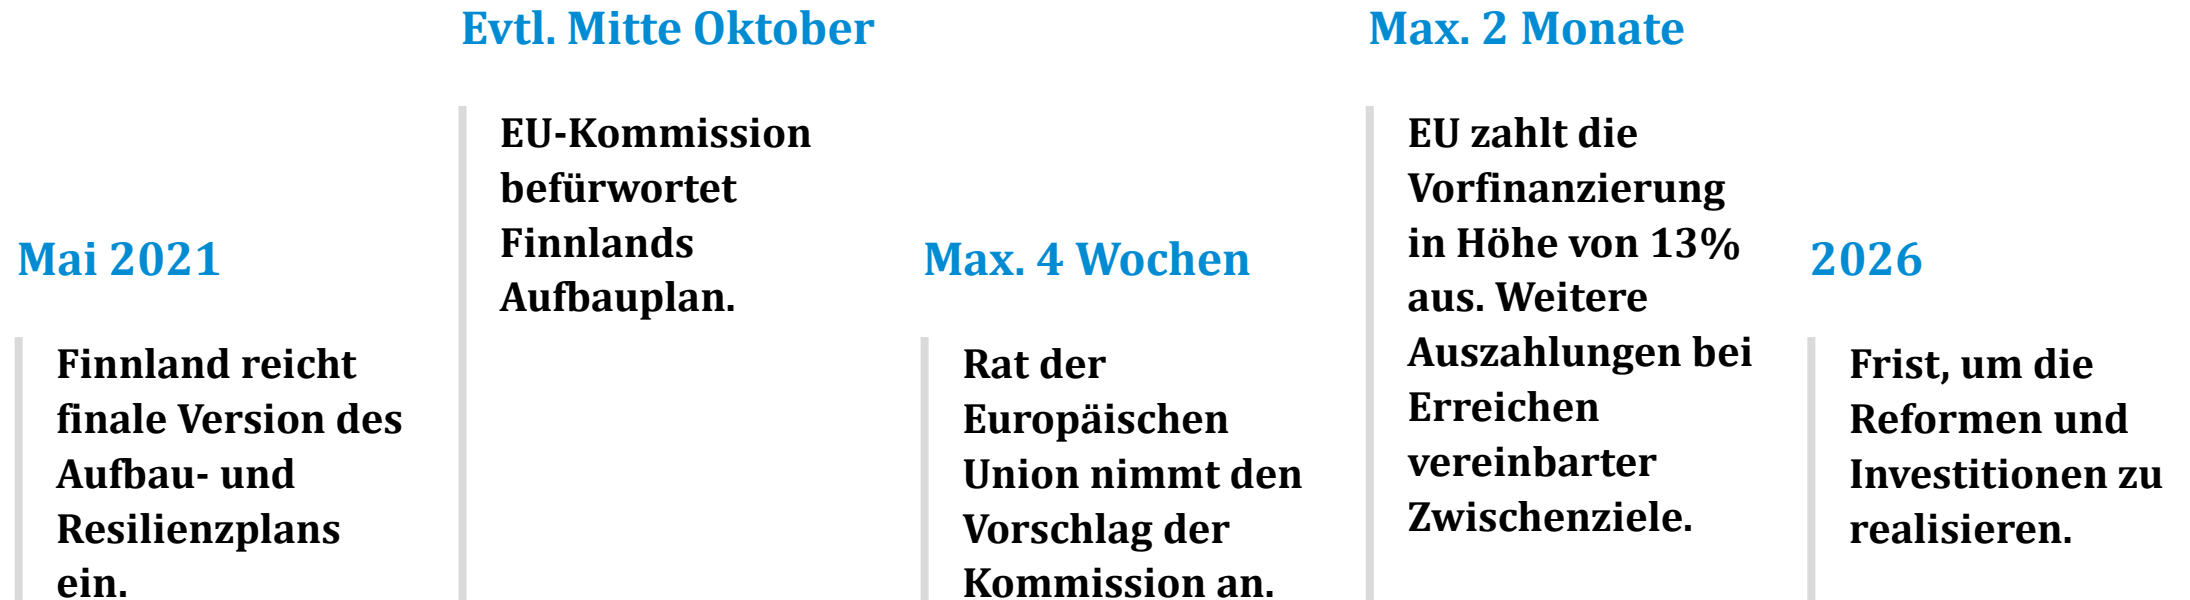 Mai 2021
Finnland reicht
finale Version des
Aufbau- und
Resilienzplans
ein.
Evtl. Mitte Oktober
EU-Kommission
befürwortet
Finnlands
Aufbauplan.
Max. 4 Wochen
Rat der
Europäischen
Union nimmt den
Vorschlag der
Kommission an.
Max. 2 Monate
EU zahlt die
Vorfinanzierung
in Höhe von 13%
aus. Weitere
Auszahlungen bei
Erreichen
vereinbarter
Zwischenziele.
2026
Frist, um die
Reformen und
Investitionen zu
realisieren.